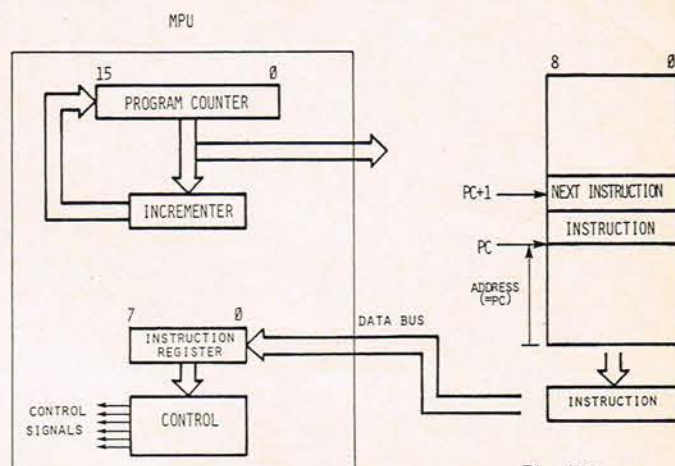 MPU
15 0
PROGRAM COUNTER
INCREMENTER
7 0
INSTRUCTION
REGISTER
CONTROL
CONTROL
SIGNALS
DATA BUS
8 0
PC+1
NEXT INSTRUCTION
INSTRUCTION
PC
ADDRESS
(=PC)
INSTRUCTION